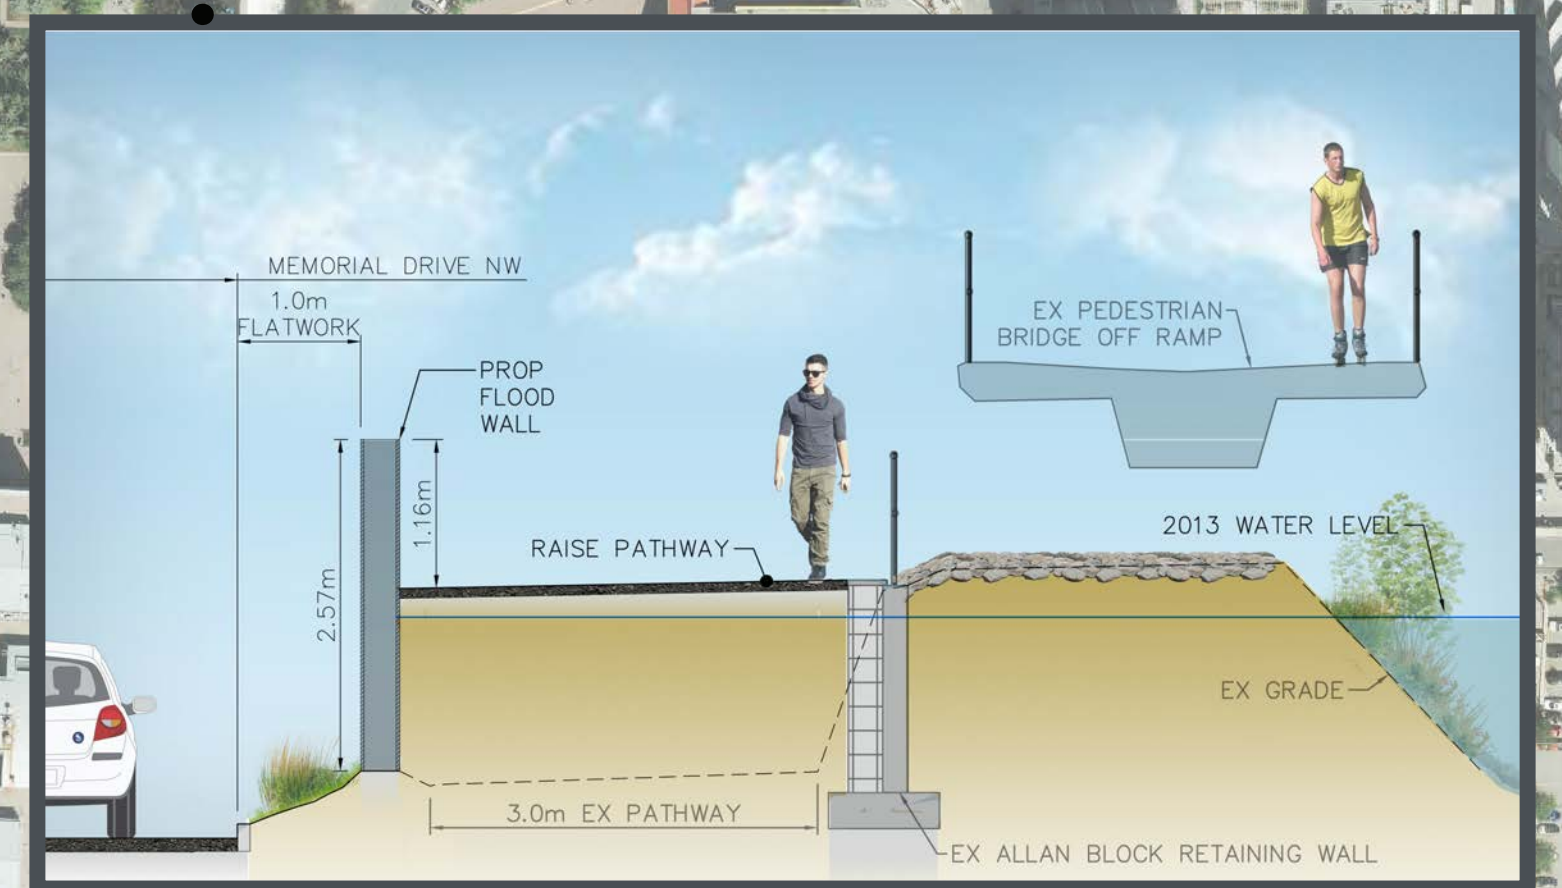 MEMORIAL DRIVE NW
1.0m
FLATWORK
PROP
FLOOD
WALL
1.16m
2.57m
RAISE PATHWAY
EX PEDESTRIAN
BRIDGE OFF RAMP
2013 WATER LEVEL
EX GRADE
3.0m EX PATHWAY
EX ALLAN BLOCK RETAINING WALL